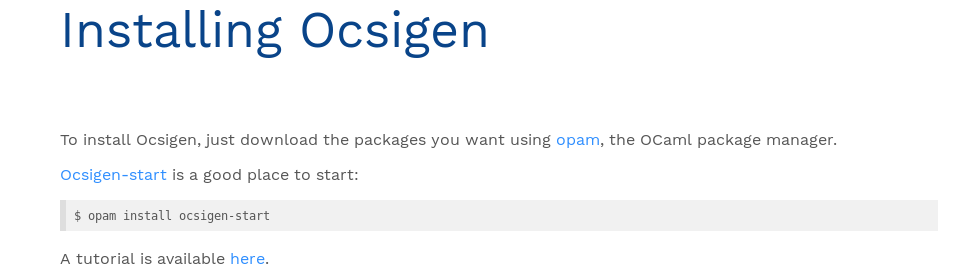 Installing Ocsigen
To install Ocsigen, just download the packages you want using opam, the OCaml package manager.
Ocsigen-start is a good place to start:
$ opam install ocsigen-start
A tutorial is available here.